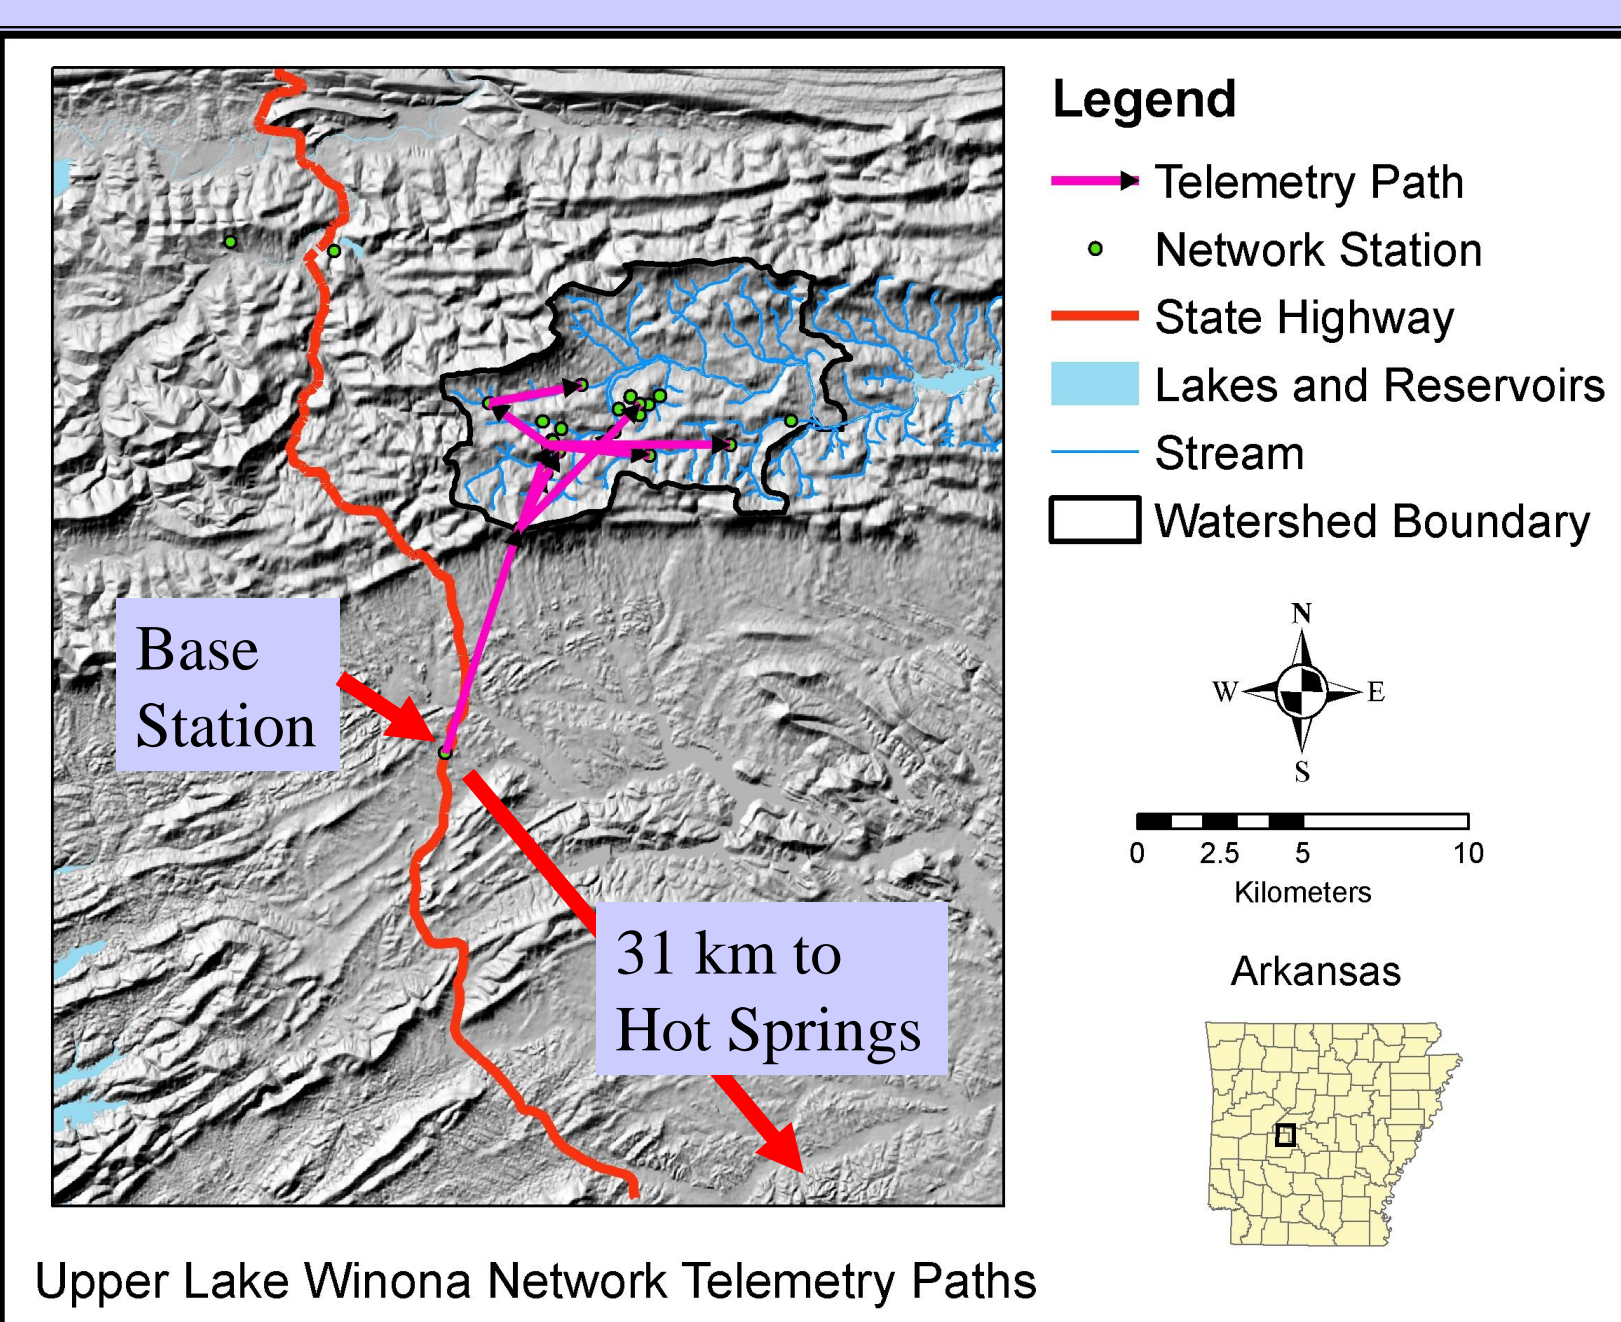 Legend
Telemetry Path
Network Station
State Highway
Lakes and Reservoirs
Stream
Watershed Boundary
Base
Station
N
W E
S
0 2.5 5 10
Kilometers
31 km to
Hot Springs
Arkansas
Upper Lake Winona Network Telemetry Paths